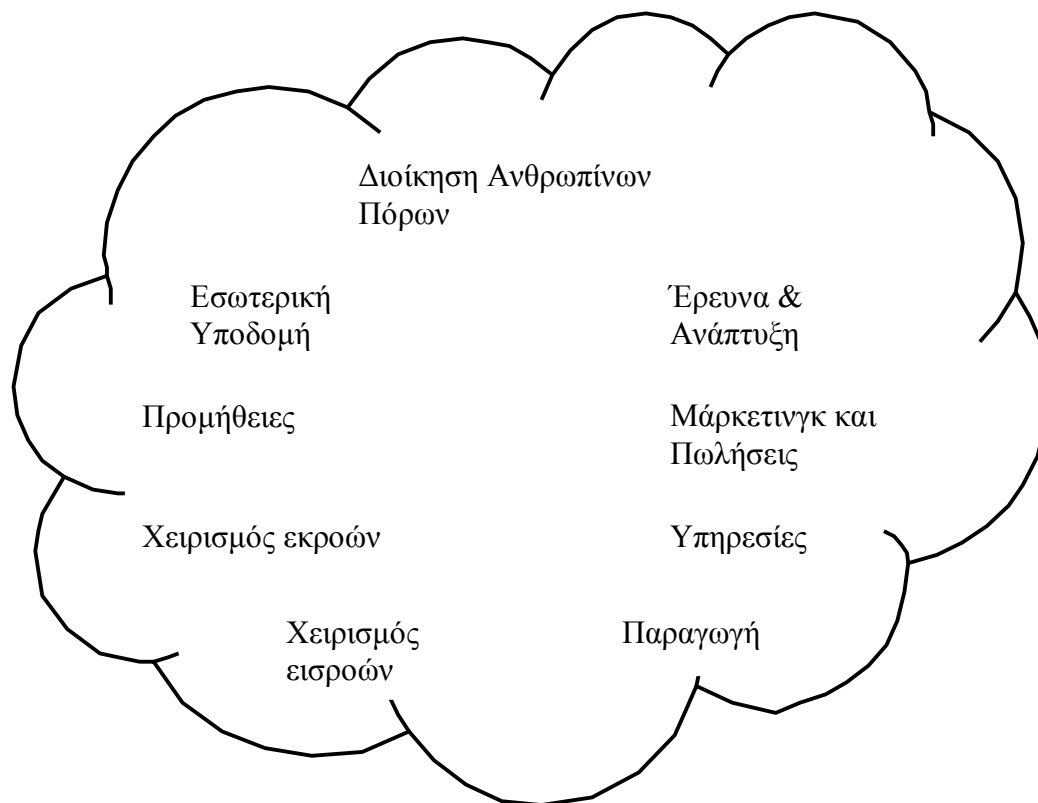 Διοίκηση Ανθρωπίνων
Πόρων
Εσωτερική
Υποδομή
Έρευνα &
Ανάπτυξη
Προμήθειες
Μάρκετινγκ και
Πωλήσεις
Χειρισμός εκροών
Υπηρεσίες
Χειρισμός
εισροών
Παραγωγή